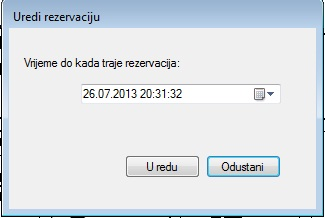 Uredi rezervaciju
Vrijeme do kada traje rezervacija:
26.07.2013 20:31:32
U redu
Odustani